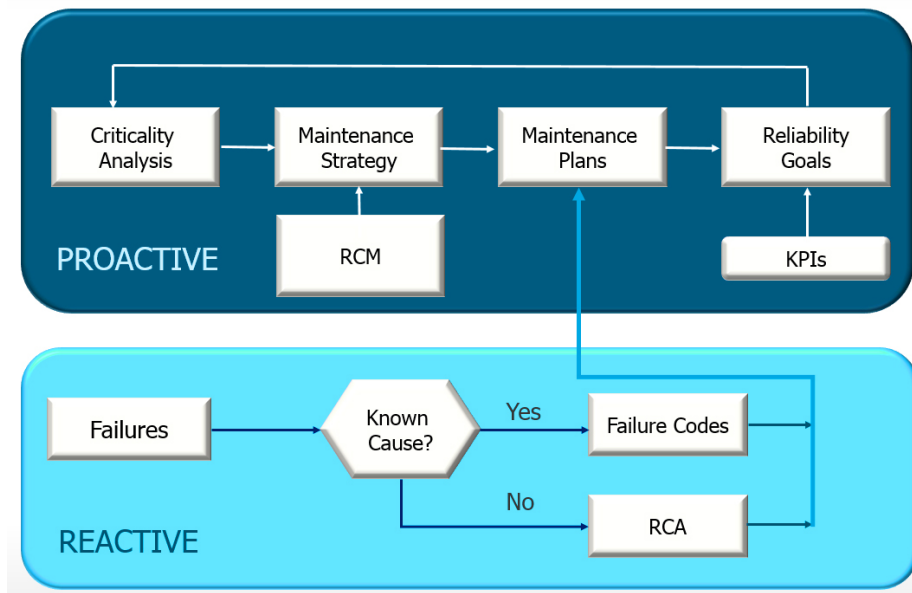 Criticality
Analysis
Maintenance
Strategy
Maintenance
Plans
Reliability
Goals
RCM
KPIs
PROACTIVE
Failures
Known
Cause?
Yes
Failure Codes
No
RCA
REACTIVE